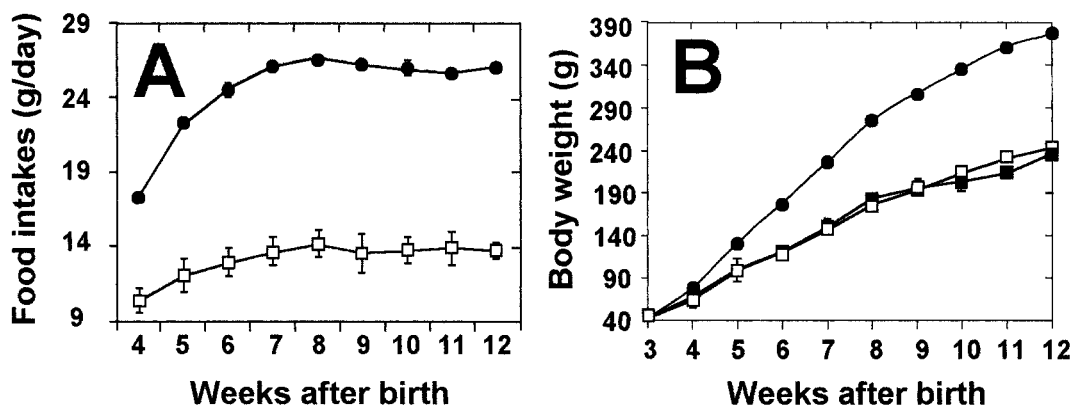 A
Food intakes (g/day)
29
24
19
14
9
4 5 6 7 8 9 10 11 12
Weeks after birth
B
Body weight (g)
390
340
290
240
190
140
90
40
3 4 5 6 7 8 9 10 11 12
Weeks after birth